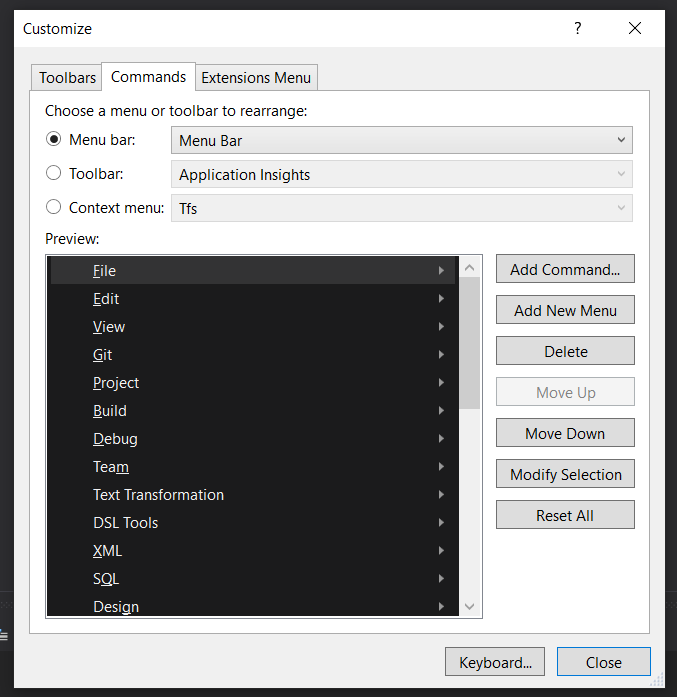 Customize
?
Toolbars Commands Extensions Menu
Choose a menu or toolbar to rearrange:
Menu bar: Menu Bar
Toolbar: Application Insights
Context menu: Tfs
Preview:
File
Edit
View
Git
Project
Build
Debug
Team
Text Transformation
DSL Tools
XML
SQL
Design
Add Command...
Add New Menu
Delete
Move Up
Move Down
Modify Selection
Reset All
Keyboard... Close